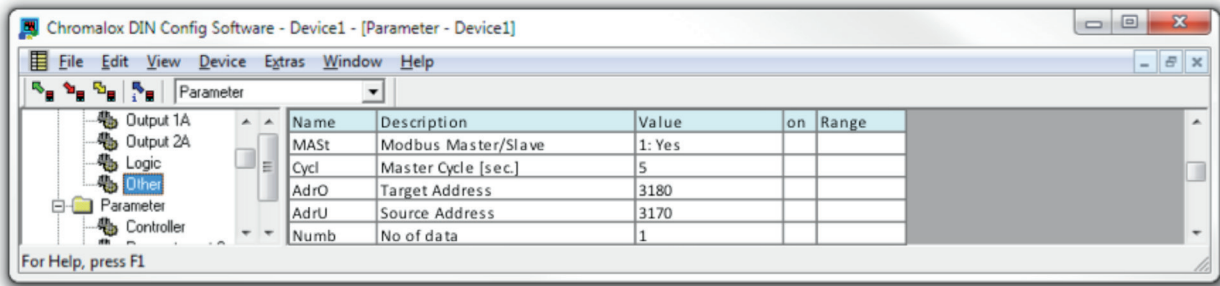 Chromalox DIN Config Software - Device1 - [Parameter - Device1]
File Edit View Device Extras Window Help
Parameter
Output 1A
Output 2A
Logic
Other
Parameter
Controller
Name Description Value on Range
MASt Modbus Master/Slave 1: Yes
Cycl Master Cycle [sec.] 5
AdrO Target Address 3180
AdrU Source Address 3170
Numb No of data 1
For Help, press F1